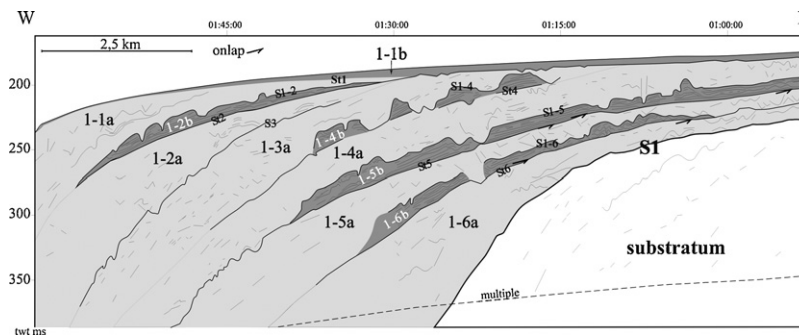 W
01:45:00 01:30:00 01:15:00 01:00:00
2,5 km
onlap
1-1b
200
St1
S1-2
S1-4
St4
1-1a
1-2b
St2
S3
S1-5
1-4b
1-2a
1-3a
1-4a
S1-6
S1
250
1-5b
St5
St6
1-5a
1-6b
1-6a
300
substratum
350
multiple
twt ms